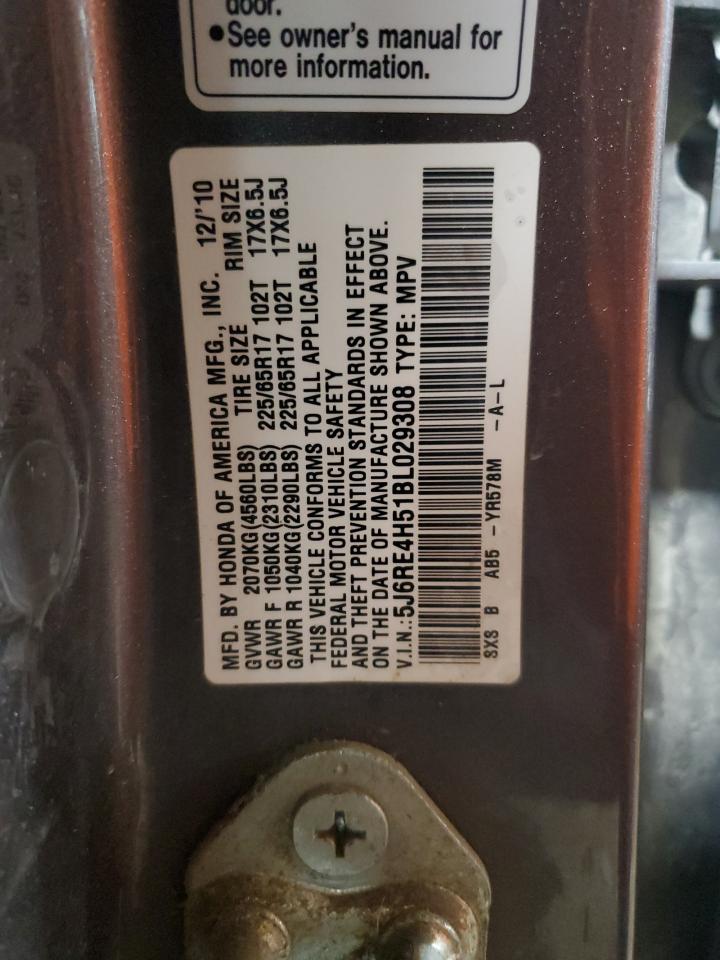 door.
•See owner's manual for
more information.
MFD. BY HONDA OF AMERICA MFG., INC. 12/'10
GVWR 2070KG(4560LBS) TIRE SIZE RIM SIZE
GAWR F 1050KG(2310LBS) 225/65R17 102T 17X6.5J
GAWR R 1040KG(2290LBS) 225/65R17 102T 17X6.5J
THIS VEHICLE CONFORMS TO ALL APPLICABLE
FEDERAL MOTOR VEHICLE SAFETY
AND THEFT PREVENTION STANDARDS IN EFFECT
ON THE DATE OF MANUFACTURE SHOWN ABOVE.
V.I.N.:5J6RE4H51BL029308 TYPE: MPV
SXS B AB5 -YR578M -A-L